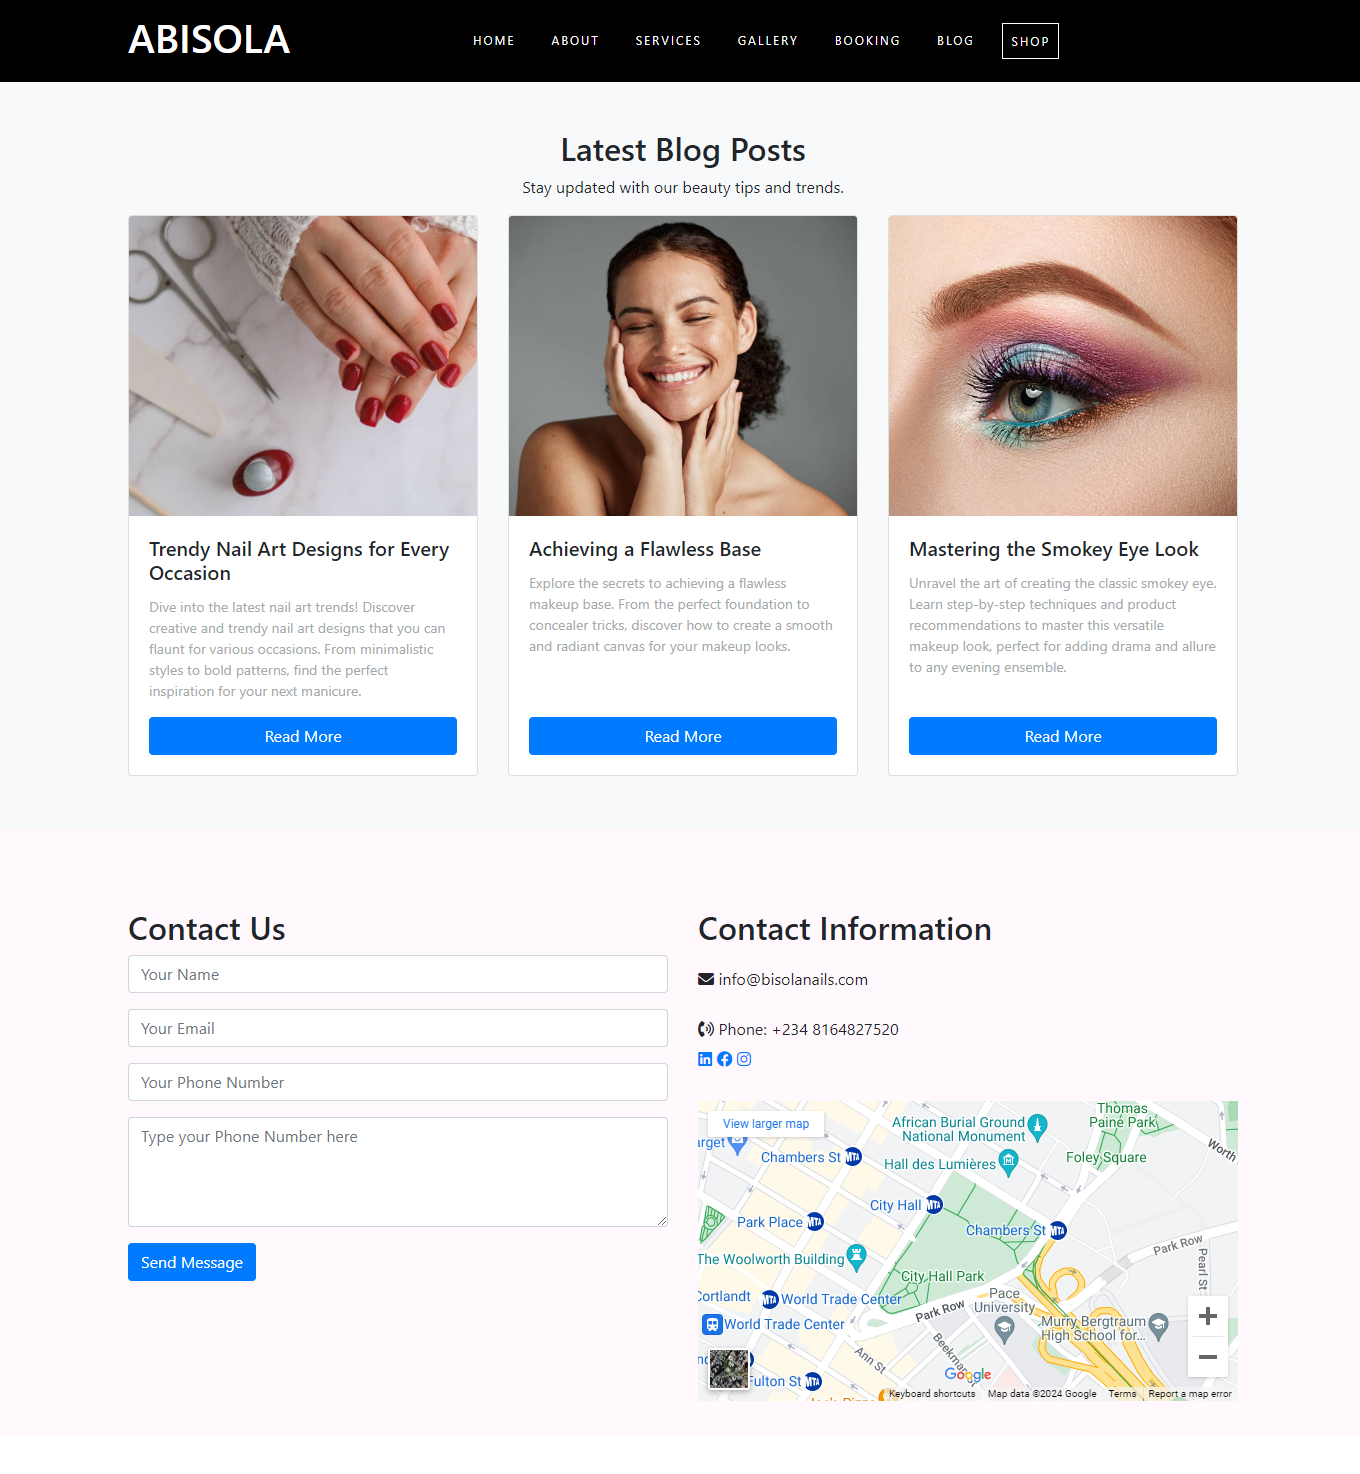 ABISOLA
HOME ABOUT SERVICES GALLERY BOOKING BLOG SHOP
Latest Blog Posts
Stay updated with our beauty tips and trends.
Trendy Nail Art Designs for Every
Occasion
Dive into the latest nail art trends! Discover
creative and trendy nail art designs that you can
flaunt for various occasions. From minimalistic
styles to bold patterns, find the perfect
inspiration for your next manicure.
Read More
Achieving a Flawless Base
Explore the secrets to achieving a flawless
makeup base. From the perfect foundation to
concealer tricks, discover how to create a smooth
and radiant canvas for your makeup looks.
Read More
Mastering the Smokey Eye Look
Unravel the art of creating the classic smokey eye.
Learn step-by-step techniques and product
recommendations to master this versatile
makeup look, perfect for adding drama and allure
to any evening ensemble.
Read More
Contact Us
Your Name
Your Email
Your Phone Number
Type your Phone Number here
Send Message
Contact Information
info@bisolanails.com
Phone: +234 8164827520
View larger map
African Burial Ground
National Monument
Thomas
Paine Park
arget
Chambers St MTA
Hall des Lumières
Foley Square
Worth
City Hall MTA
Park Place MTA
Chambers St MTA
Park Row
Pearl St
The Woolworth Building
City Hall Park
Cortlandt
MTA World Trade Center
World Trade Center
Park Row
Pace
University
Murry Bergtraum
High School for...
Beekman
Ann St
Fulton St MTA
Google
Keyboard shortcuts Map data ©2024 Google Terms Report a map error